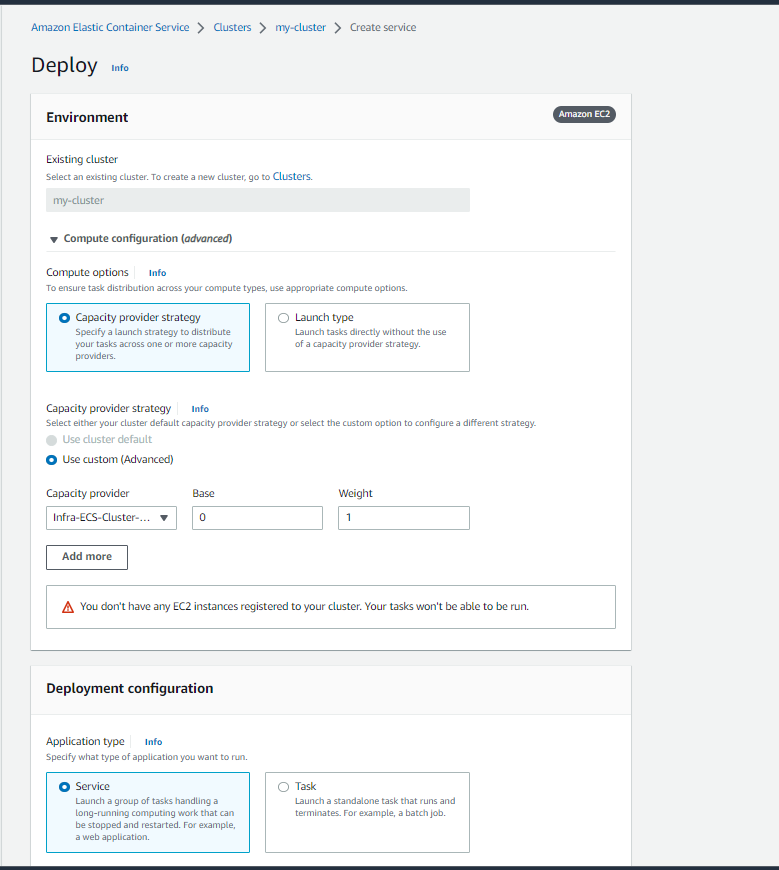 Amazon Elastic Container Service > Clusters > my-cluster > Create service
Deploy Info
Environment
Amazon EC2
Existing cluster
Select an existing cluster. To create a new cluster, go to Clusters.
my-cluster
Compute configuration (advanced)
Compute options Info
To ensure task distribution across your compute types, use appropriate compute options.
Capacity provider strategy
Specify a launch strategy to distribute
your tasks across one or more capacity
providers.
Launch type
Launch tasks directly without the use
of a capacity provider strategy.
Capacity provider strategy Info
Select either your cluster default capacity provider strategy or select the custom option to configure a different strategy.
Use cluster default
Use custom (Advanced)
Capacity provider Base Weight
Infra-ECS-Cluster-... 0 1
Add more
You don't have any EC2 instances registered to your cluster. Your tasks won't be able to be run.
Deployment configuration
Application type Info
Specify what type of application you want to run.
Service
Launch a group of tasks handling a
long-running computing work that can
be stopped and restarted. For example,
a web application.
Task
Launch a standalone task that runs and
terminates. For example, a batch job.